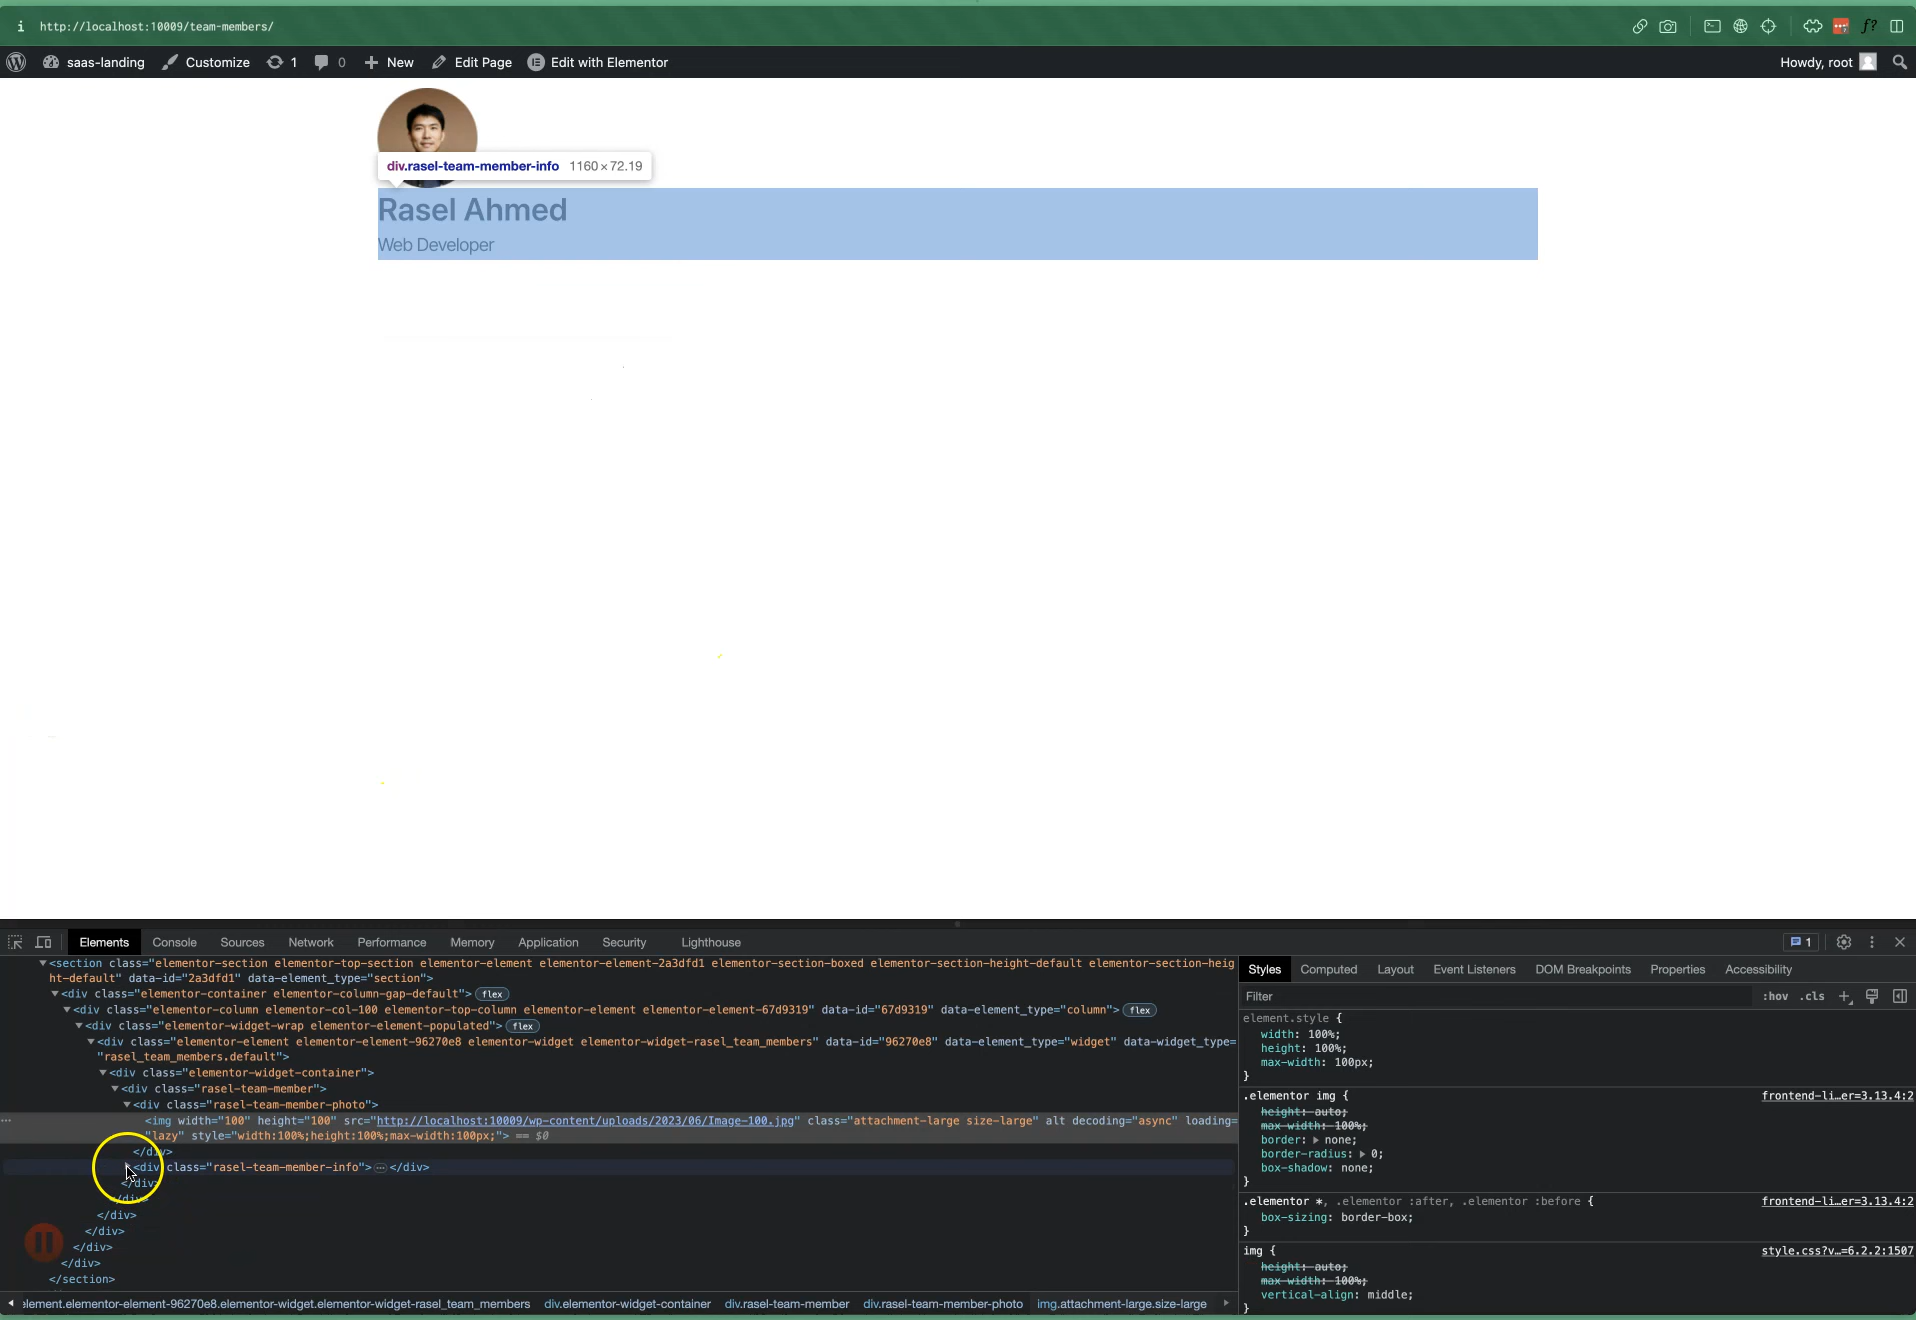 http://localhost:10009/team-members/
saas-landing Customize 1 0 New Edit Page Edit with Elementor Howdy, root
div.rasel-team-member-info 1160×72.19
Rasel Ahmed
Web Developer
Elements Console Sources Network Performance Memory Application Security Lighthouse 1
<section class="elementor-section elementor-top-section elementor-element elementor-element-2a3dfd1 elementor-section-boxed elementor-section-height-default elementor-section-heig
ht-default" data-id="2a3dfd1" data-element_type="section">
<div class="elementor-container elementor-column-gap-default"> flex
<div class="elementor-column elementor-col-100 elementor-top-column elementor-element elementor-element-67d9319" data-id="67d9319" data-element_type="column"> flex
<div class="elementor-widget-wrap elementor-element-populated"> flex
<div class="elementor-element elementor-element-96270e8 elementor-widget elementor-widget-rasel_team_members" data-id="96270e8" data-element_type="widget" data-widget_type=
"rasel_team_members.default">
<div class="elementor-widget-container">
<div class="rasel-team-member">
<div class="rasel-team-member-photo">
<img width="100" height="100" src="http://localhost:10009/wp-content/uploads/2023/06/Image-100.jpg" class="attachment-large size-large" alt decoding="async" loading=
"lazy" style="width:100%;height:100%;max-width:100px;"> == $0
</div>
<div class="rasel-team-member-info"> … </div>
</div>
</div>
</div>
</div>
</div>
</div>
</section>
element.elementor-element-96270e8.elementor-widget.elementor-widget-rasel_team_members div.elementor-widget-container div.rasel-team-member div.rasel-team-member-photo img.attachment-large.size-large
Styles Computed Layout Event Listeners DOM Breakpoints Properties Accessibility
Filter :hov .cls
element.style {
width: 100%;
height: 100%;
max-width: 100px;
}
.elementor img { frontend-li…er=3.13.4:2
height: auto;
max-width: 100%;
border: none;
border-radius: 0;
box-shadow: none;
}
.elementor *, .elementor :after, .elementor :before { frontend-li…er=3.13.4:2
box-sizing: border-box;
}
img { style.css?v…=6.2.2:1507
height: auto;
max-width: 100%;
vertical-align: middle;
}